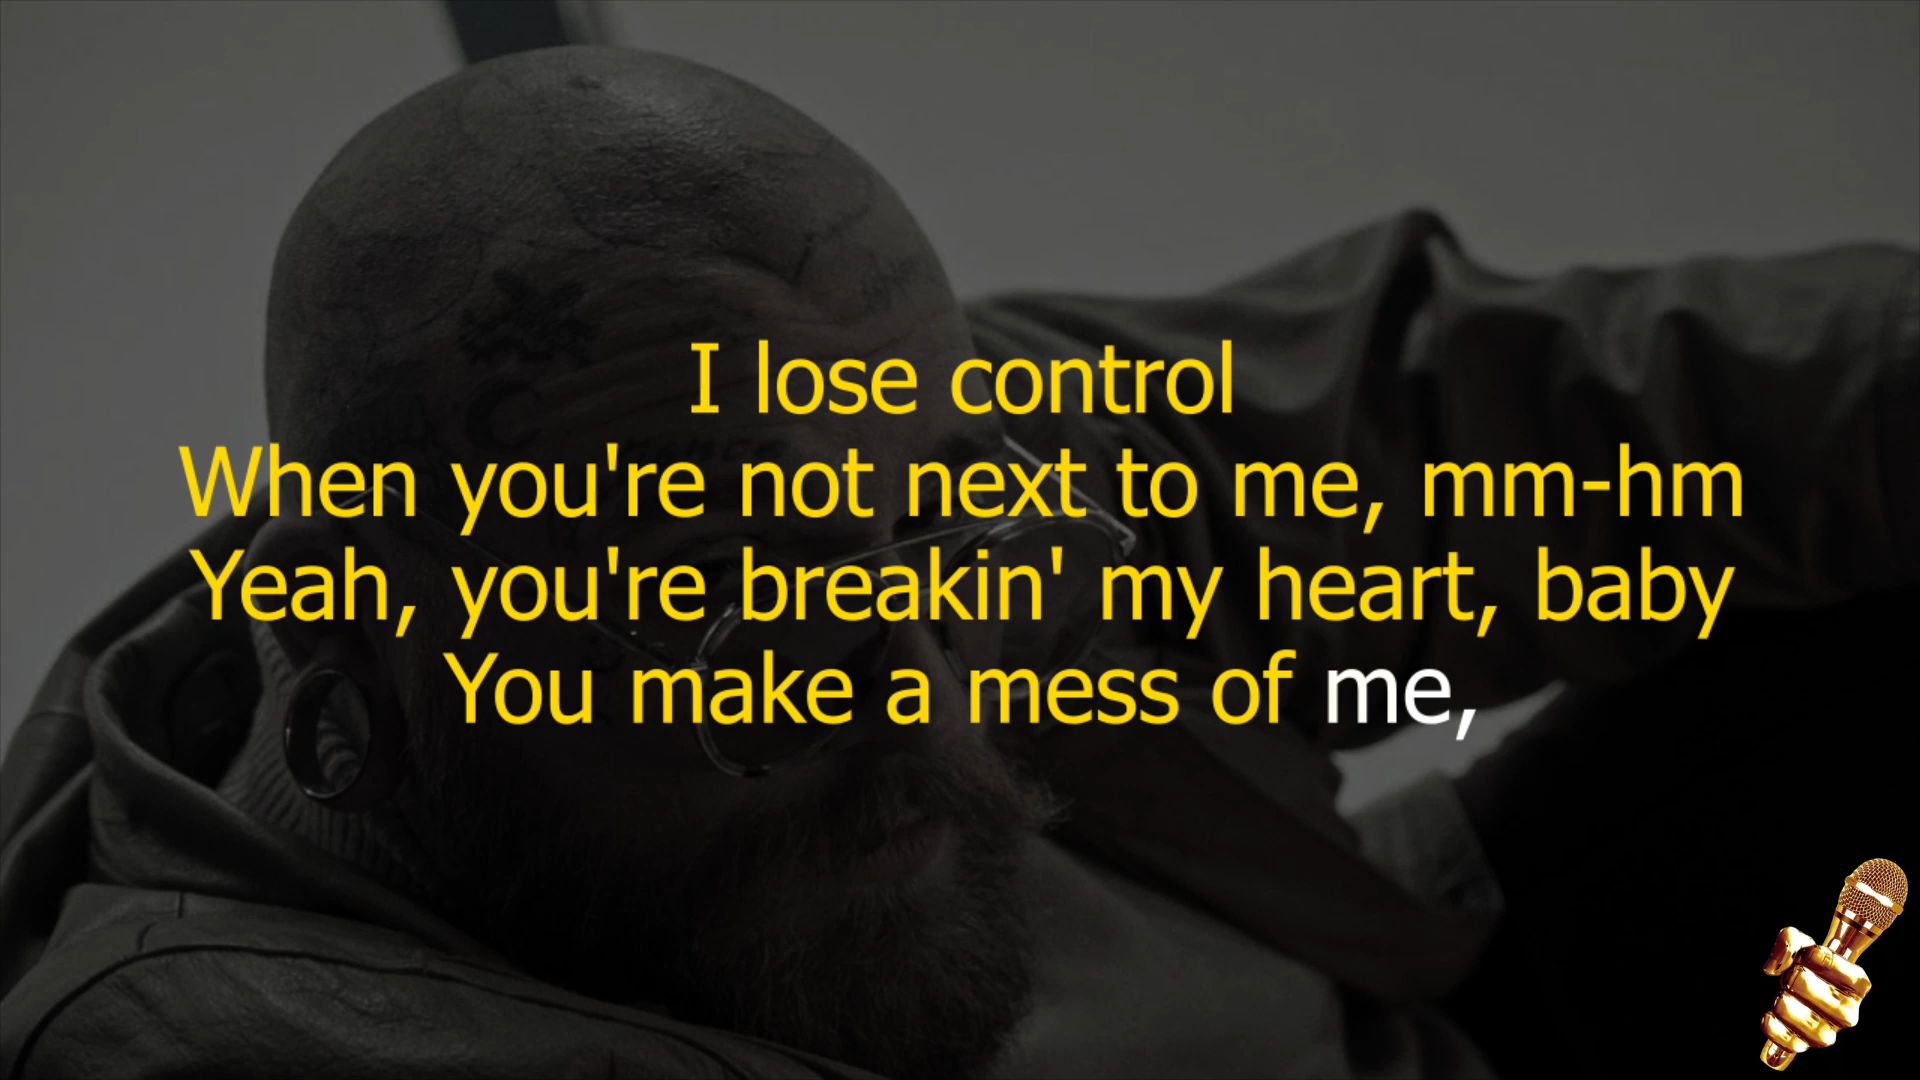 I lose control
When you're not next to me, mm-hm
Yeah, you're breakin' my heart, baby
You make a mess of me,